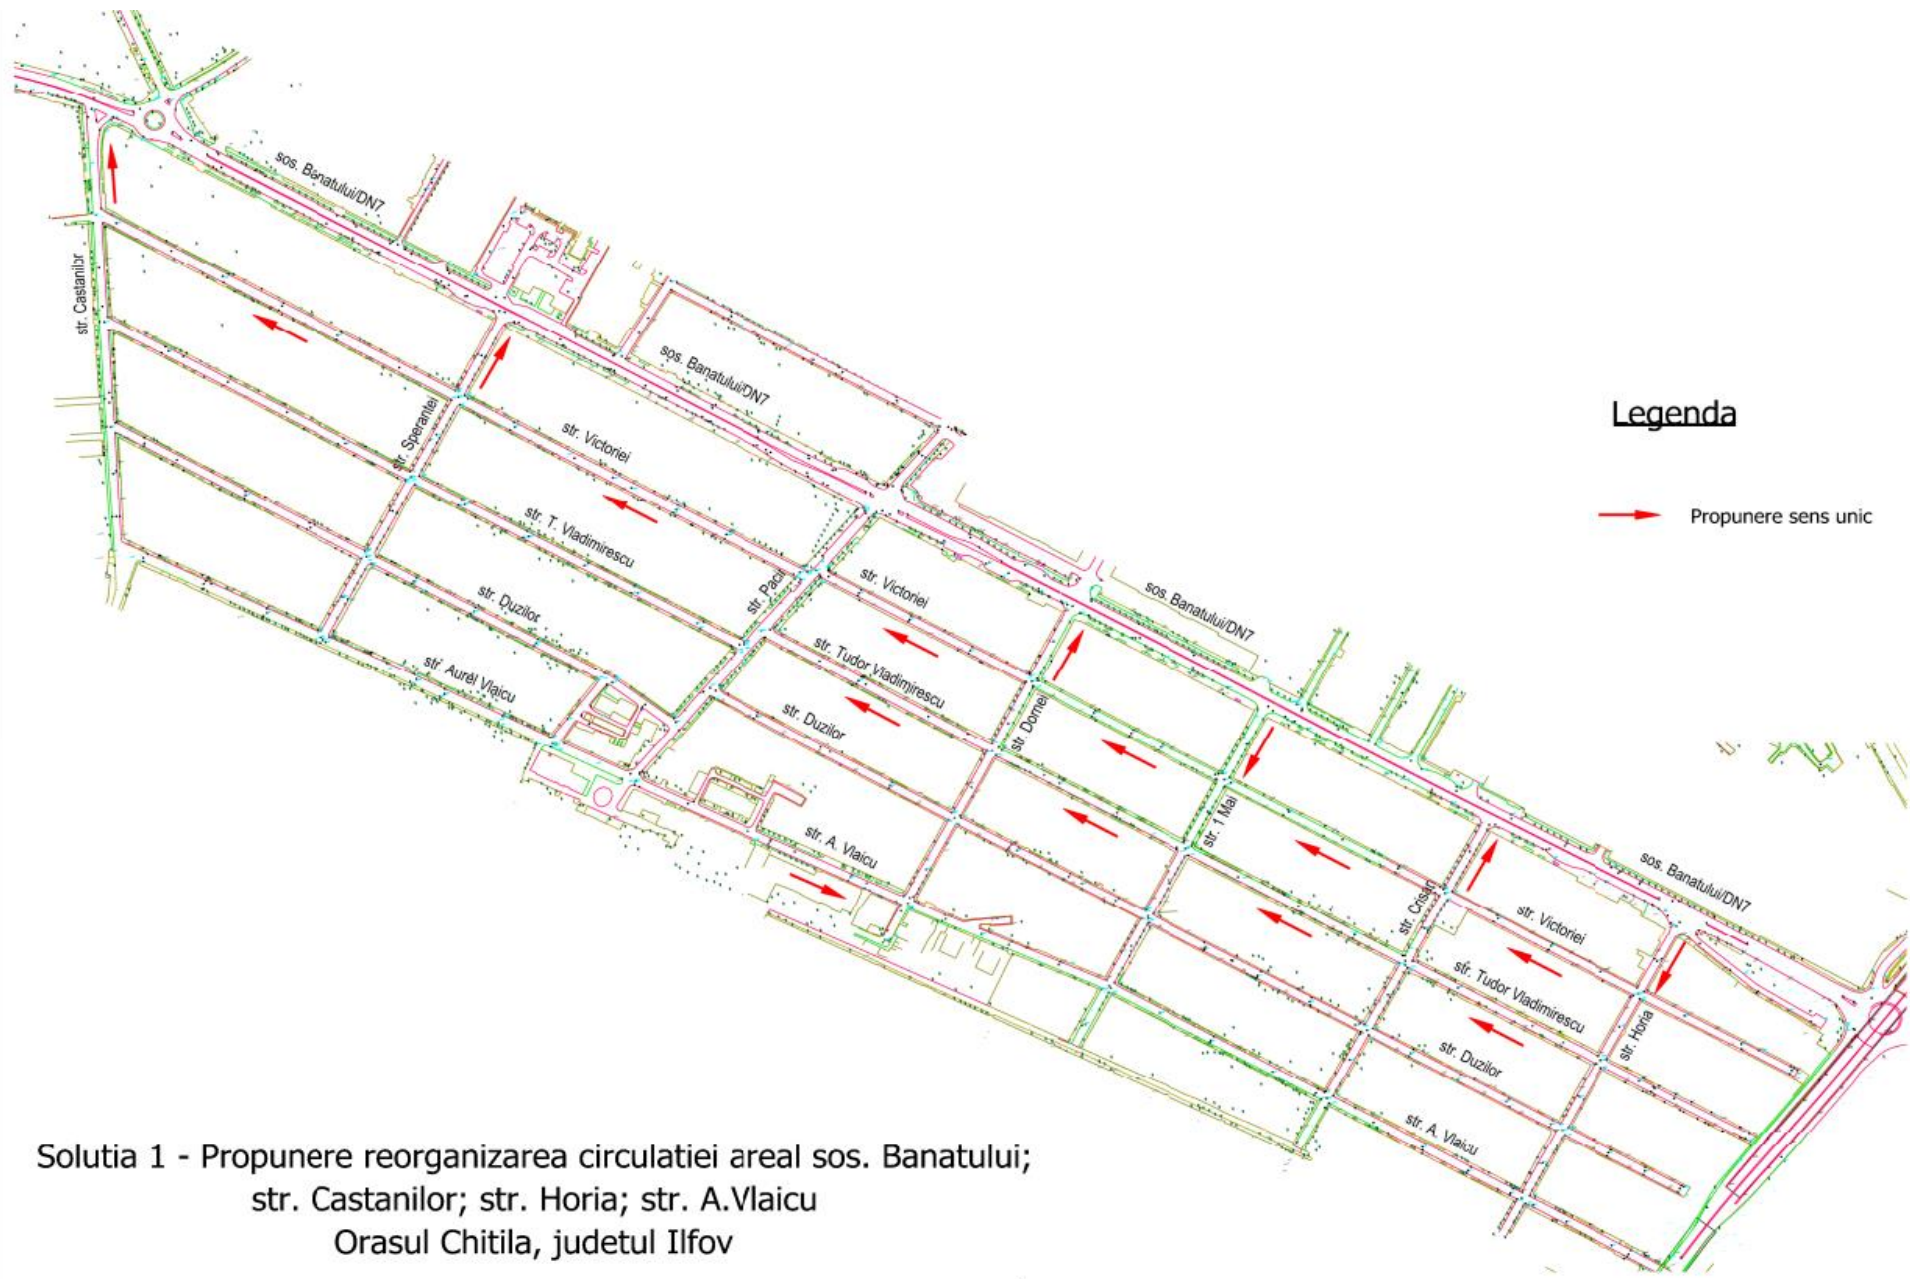 sos. Banatului/DN7
str. Castanilor
sos. Banatului/DN7
str. Sperantei
str. Victoriei
str. T. Vladimirescu
str. Duzilor
str. Aurel Vlaicu
str. Pacii
str. Victoriei
str. Tudor Vladimirescu
str. Duzilor
str. A. Vlaicu
str. Dornei
sos. Banatului/DN7
str. 1 Mai
str. Crisan
sos. Banatului/DN7
str. Victoriei
str. Tudor Vladimirescu
str. Duzilor
str. A. Vlaicu
str. Horia
Legenda
Propunere sens unic
Solutia 1 - Propunere reorganizarea circulatiei areal sos. Banatului;
str. Castanilor; str. Horia; str. A.Vlaicu
Orasul Chitila, judetul Ilfov